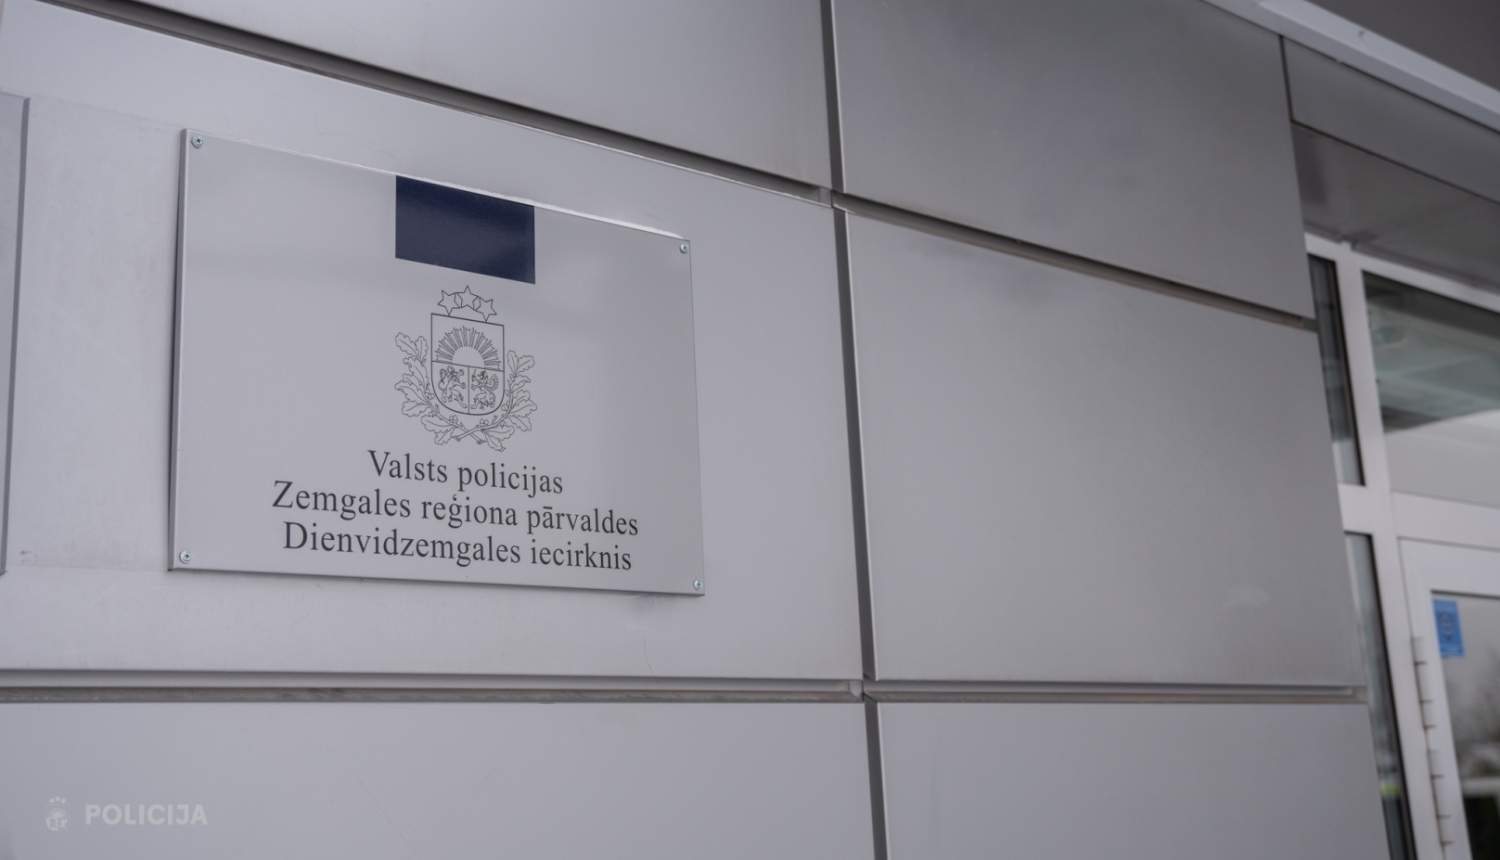 Valsts policijas
Zemgales reģiona pārvaldes
Dienvidzemgales iecirknis
POLICIJA